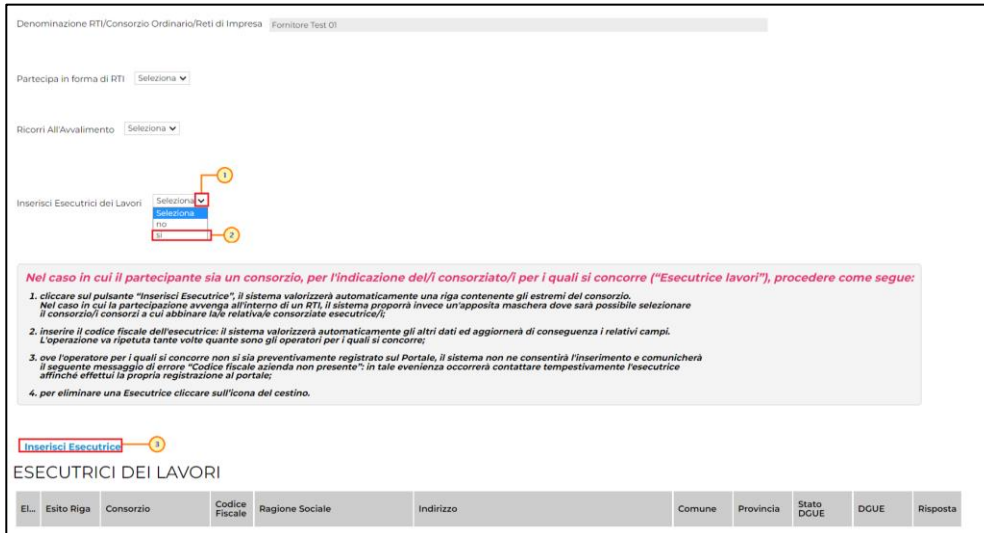 Denominazione RTI/Consorzio Ordinario/Reti di Impresa Fornitore Test 01
Partecipa in forma di RTI Seleziona
Ricorri All'Avvalimento Seleziona
1
Inserisci Esecutrici dei Lavori Seleziona
Seleziona
no
si
2
Nel caso in cui il partecipante sia un consorzio, per l'indicazione del/i consorziato/i per i quali si concorre ("Esecutrice lavori"), procedere come segue:
1. cliccare sul pulsante "Inserisci Esecutrice", il sistema valorizzerà automaticamente una riga contenente gli estremi del consorzio.
Nel caso in cui la partecipazione avvenga all'interno di un RTI, il sistema proporrà invece un'apposita maschera dove sarà possibile selezionare
il consorzio/i consorzi a cui abbinare la/e relativa/e consorziate esecutrice/i;
2. inserire il codice fiscale dell'esecutrice: il sistema valorizzerà automaticamente gli altri dati ed aggiornerà di conseguenza i relativi campi.
L'operazione va ripetuta tante volte quante sono gli operatori per i quali si concorre;
3. ove l'operatore per i quali si concorre non si sia preventivamente registrato sul Portale, il sistema non ne consentirà l'inserimento e comunicherà
il seguente messaggio di errore "Codice fiscale azienda non presente": in tale evenienza occorrerà contattare tempestivamente l'esecutrice
affinché effettui la propria registrazione al portale;
4. per eliminare una Esecutrice cliccare sull'icona del cestino.
Inserisci Esecutrice 3
ESECUTRICI DEI LAVORI
El... Esito Riga Consorzio Codice Fiscale Ragione Sociale Indirizzo Comune Provincia Stato DGUE DGUE Risposta